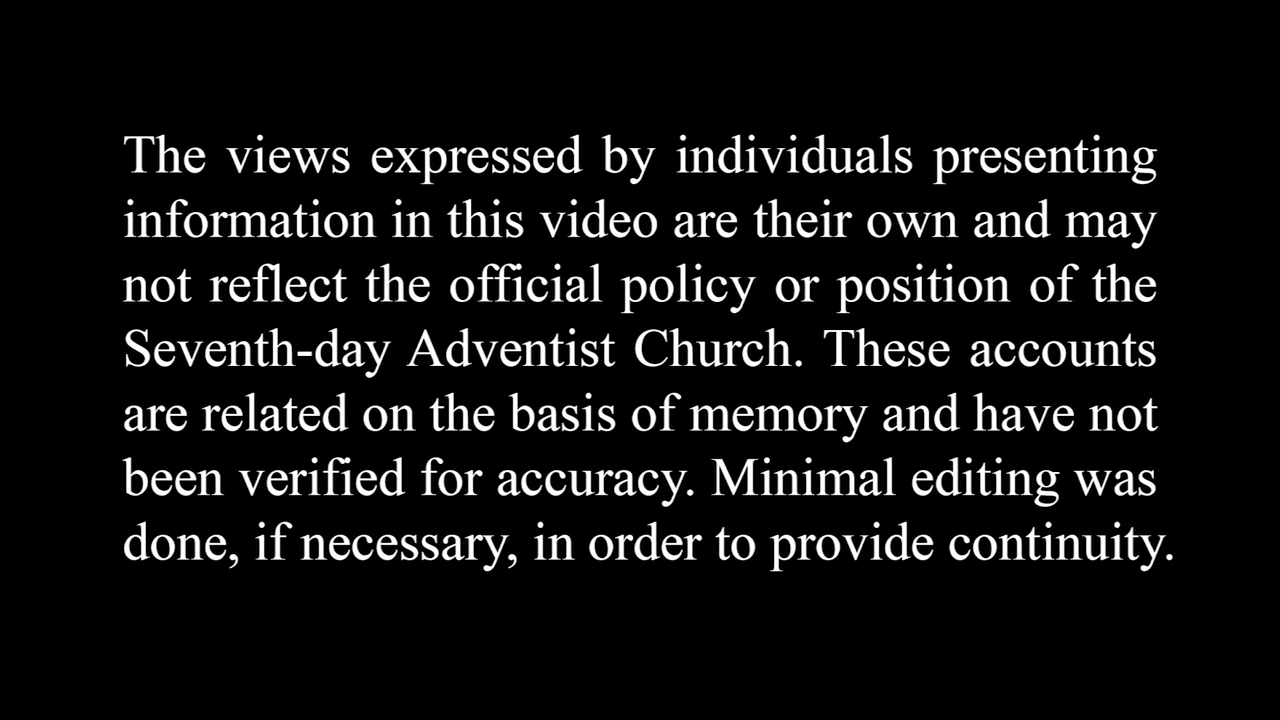 The views expressed by individuals presenting
information in this video are their own and may
not reflect the official policy or position of the
Seventh-day Adventist Church. These accounts
are related on the basis of memory and have not
been verified for accuracy. Minimal editing was
done, if necessary, in order to provide continuity.